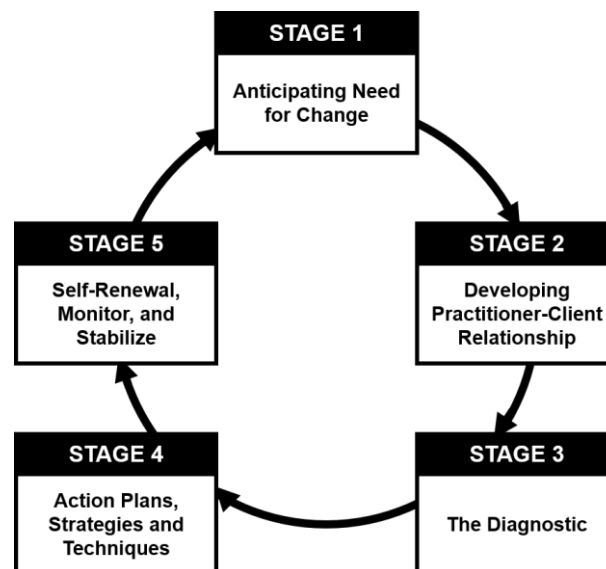 STAGE 1
Anticipating Need
for Change
STAGE 2
Developing
Practitioner-Client
Relationship
STAGE 3
The Diagnostic
STAGE 4
Action Plans,
Strategies and
Techniques
STAGE 5
Self-Renewal,
Monitor, and
Stabilize